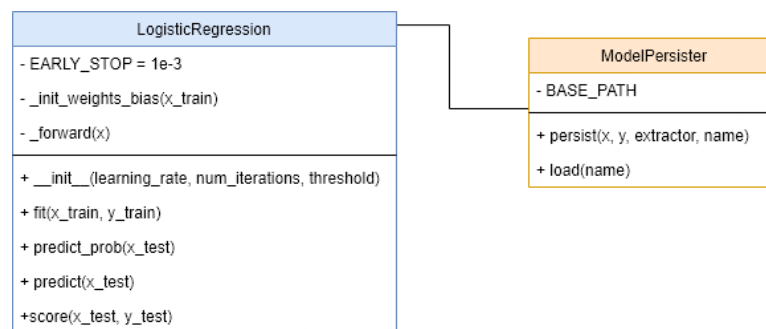 LogisticRegression
- EARLY_STOP = 1e-3
- _init_weights_bias(x_train)
- _forward(x)
+ __init__(learning_rate, num_iterations, threshold)
+ fit(x_train, y_train)
+ predict_prob(x_test)
+ predict(x_test)
+score(x_test, y_test)
ModelPersister
- BASE_PATH
+ persist(x, y, extractor, name)
+ load(name)